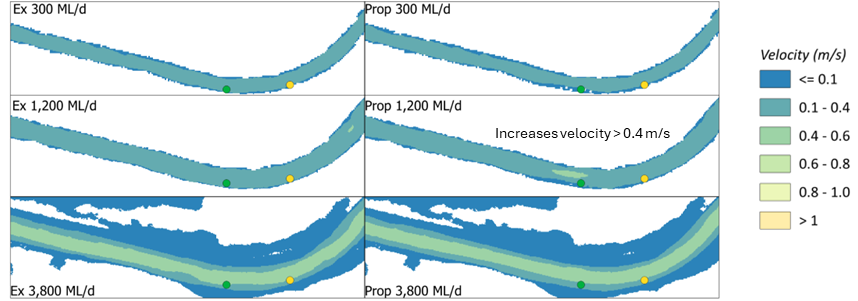 Ex 300 ML/d
Prop 300 ML/d
Ex 1,200 ML/d
Prop 1,200 ML/d
Increases velocity > 0.4 m/s
Ex 3,800 ML/d
Prop 3,800 ML/d
Velocity (m/s)
<= 0.1
0.1 - 0.4
0.4 - 0.6
0.6 - 0.8
0.8 - 1.0
> 1